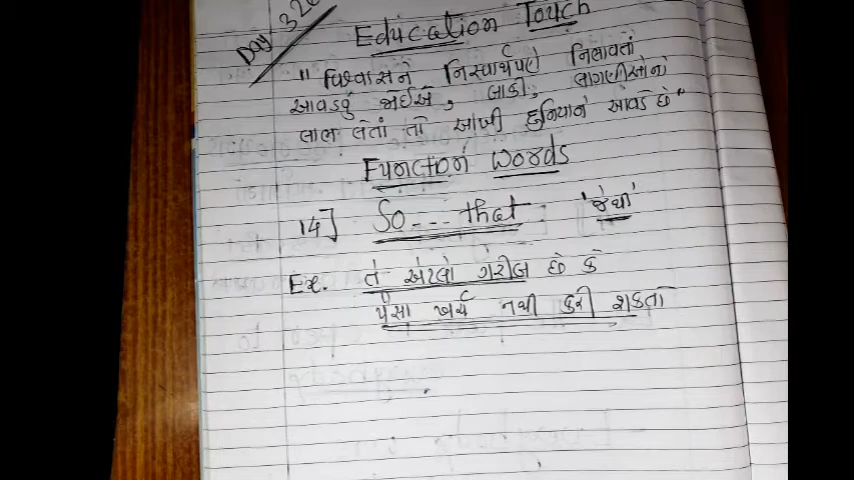 Day 320
Education Touch
" વિશ્વાસને નિસ્વાર્થપણે નિભાવતાં
આવડવું જોઈએ, બાકી, લાગણીઓનો
લાભ લેતાં તો આખી દુનિયાને આવડે છે"
Function words
14] So --- that 'જેથી'
Ex. તે એટલો ગરીબ છે કે
પૈસા ખર્ચ નથી કરી શકતો